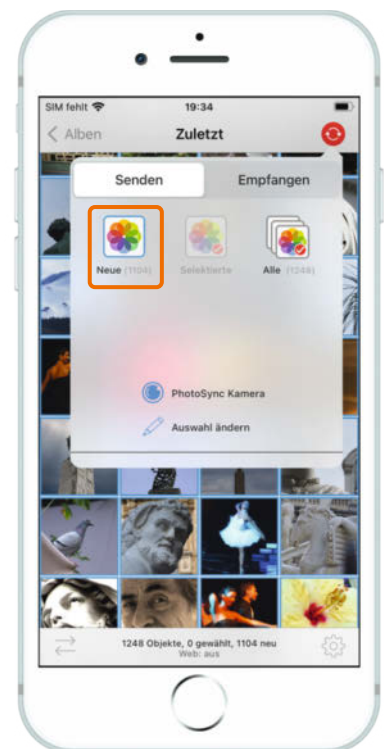 SIM fehlt 19:34
Alben Zuletzt
Senden Empfangen
Neue (1104) Selektierte Alle (1248)
PhotoSync Kamera
Auswahl ändern
1248 Objekte, 0 gewählt, 1104 neu
Web: aus